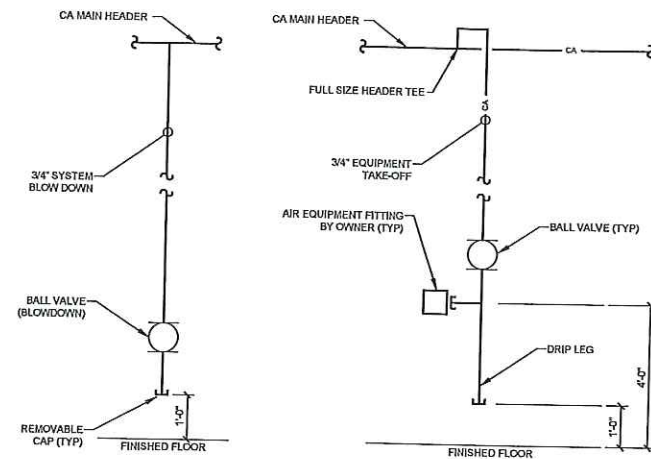 CA MAIN HEADER
3/4" SYSTEM
BLOW DOWN
BALL VALVE
(BLOWDOWN)
REMOVABLE
CAP (TYP)
1'-0"
FINISHED FLOOR
CA MAIN HEADER
CA
FULL SIZE HEADER TEE
CA
3/4" EQUIPMENT
TAKE-OFF
AIR EQUIPMENT FITTING
BY OWNER (TYP)
BALL VALVE (TYP)
DRIP LEG
4'-0"
1'-0"
FINISHED FLOOR